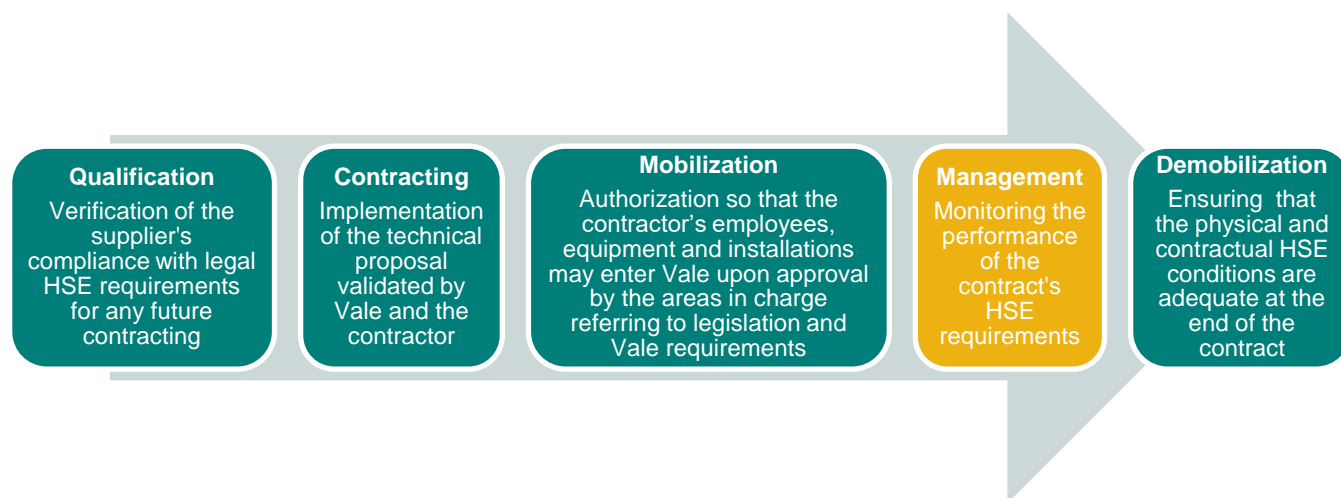 Qualification
Verification of the
supplier's
compliance with legal
HSE requirements
for any future
contracting
Contracting
Implementation
of the technical
proposal
validated by
Vale and the
contractor
Mobilization
Authorization so that the
contractor's employees,
equipment and installations
may enter Vale upon approval
by the areas in charge
referring to legislation and
Vale requirements
Management
Monitoring the
performance
of the
contract's
HSE
requirements
Demobilization
Ensuring that
the physical and
contractual HSE
conditions are
adequate at the
end of the
contract